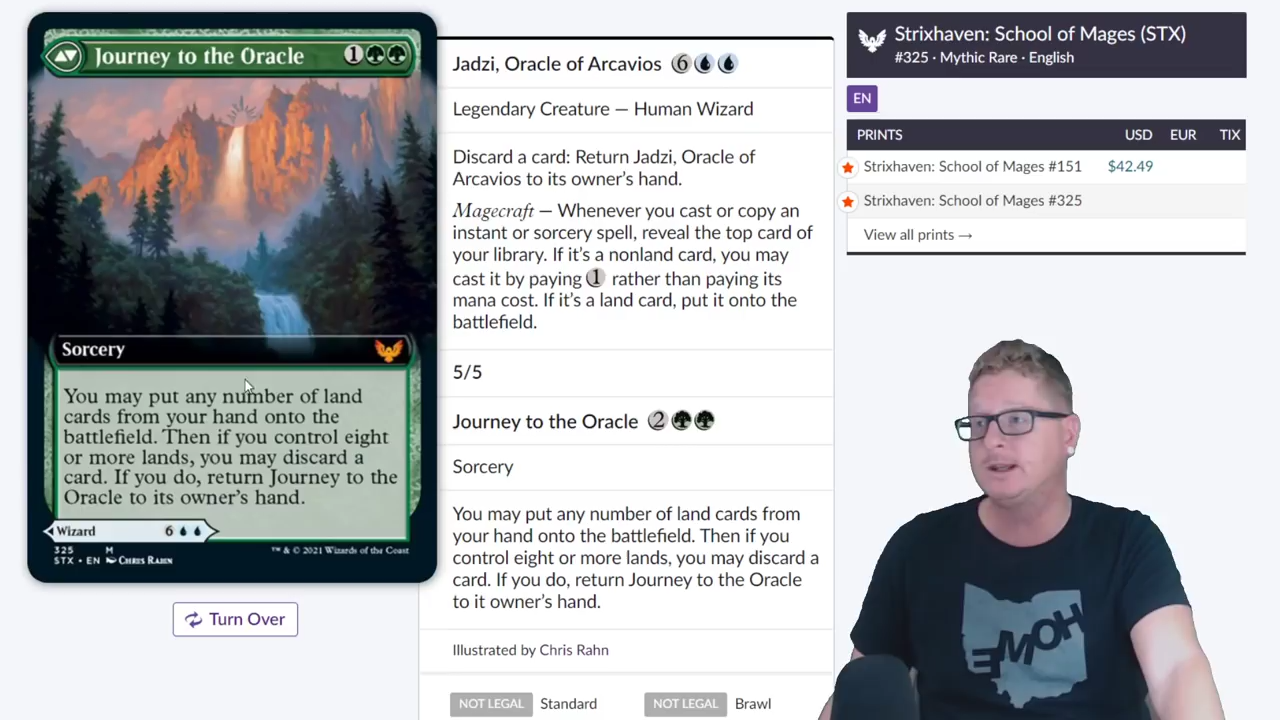 Journey to the Oracle 1
Sorcery
You may put any number of land
cards from your hand onto the
battlefield. Then if you control eight
or more lands, you may discard a
card. If you do, return Journey to the
Oracle to its owner's hand.
Wizard 6
325 M
STX • EN Chris Rahn
™ & © 2021 Wizards of the Coast
Turn Over
Jadzi, Oracle of Arcavios 6
Legendary Creature — Human Wizard
Discard a card: Return Jadzi, Oracle of
Arcavios to its owner's hand.
Magecraft — Whenever you cast or copy an
instant or sorcery spell, reveal the top card of
your library. If it's a nonland card, you may
cast it by paying 1 rather than paying its
mana cost. If it's a land card, put it onto the
battlefield.
5/5
Journey to the Oracle 2
Sorcery
You may put any number of land cards from
your hand onto the battlefield. Then if you
control eight or more lands, you may discard a
card. If you do, return Journey to the Oracle
to it owner's hand.
Illustrated by Chris Rahn
NOT LEGAL Standard NOT LEGAL Brawl
Strixhaven: School of Mages (STX)
#325 · Mythic Rare · English
EN
PRINTS USD EUR TIX
Strixhaven: School of Mages #151 $42.49
Strixhaven: School of Mages #325
View all prints →
HOME